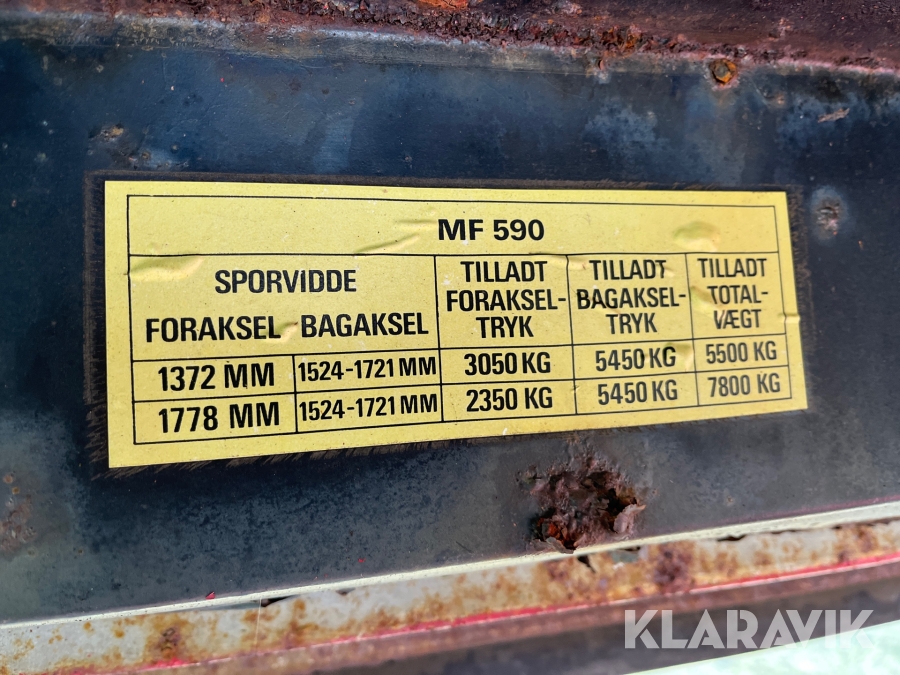 MF 590
SPORVIDDE
FORAKSEL BAGAKSEL
TILLADT
FORAKSEL-
TRYK
TILLADT
BAGAKSEL-
TRYK
TILLADT
TOTAL-
VÆGT
1372 MM 1524-1721 MM 3050 KG 5450 KG 5500 KG
1778 MM 1524-1721 MM 2350 KG 5450 KG 7800 KG
KLARAVIK